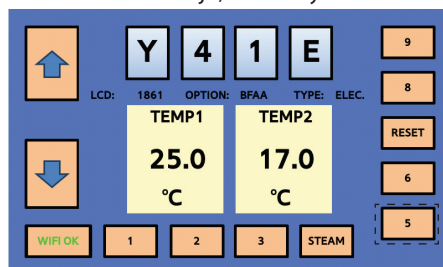 Y 4 1 E
LCD: 1861 OPTION: BFAA TYPE: ELEC.
TEMP1 TEMP2
25.0 17.0
°C °C
9
8
RESET
6
5
WIFI OK 1 2 3 STEAM